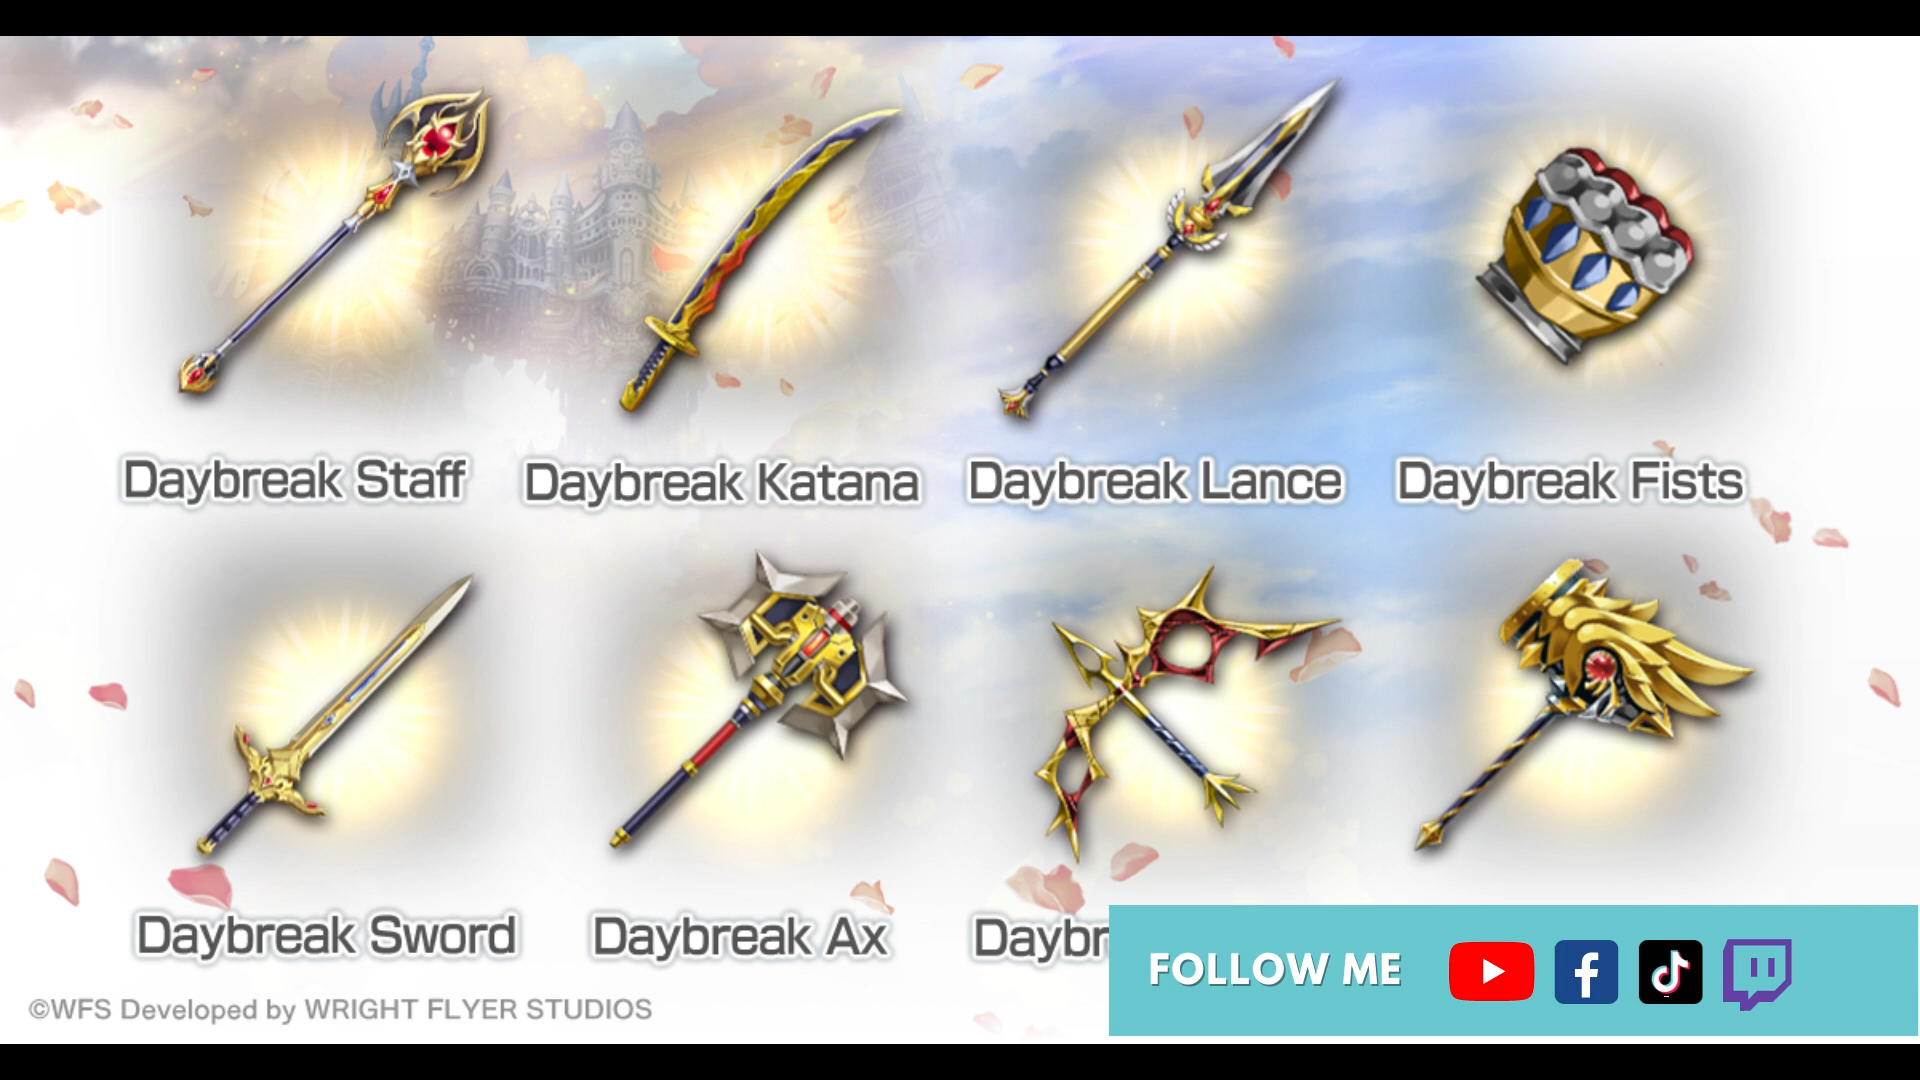 Daybreak Staff
Daybreak Katana
Daybreak Lance
Daybreak Fists
Daybreak Sword
Daybreak Ax
FOLLOW ME
©WFS Developed by WRIGHT FLYER STUDIOS